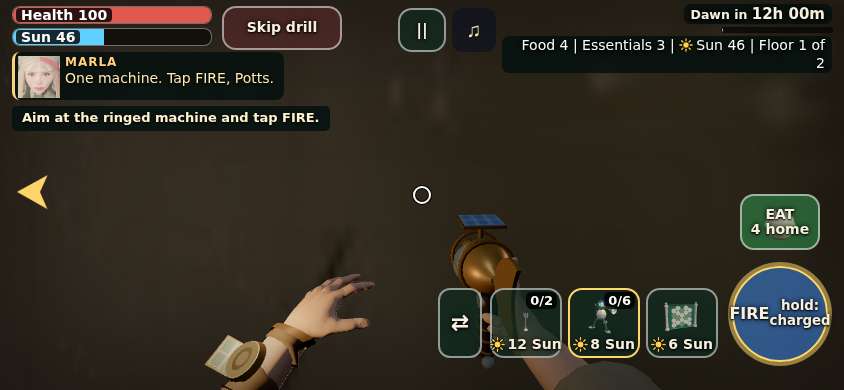 Health 100
Sun 46
Skip drill
Dawn in 12h 00m
Food 4 | Essentials 3 | ☀ Sun 46 | Floor 1 of
2
MARLA
One machine. Tap FIRE, Potts.
Aim at the ringed machine and tap FIRE.
EAT
4 home
0/2
☀12 Sun
0/6
☀8 Sun
☀6 Sun
FIRE
hold:
charged